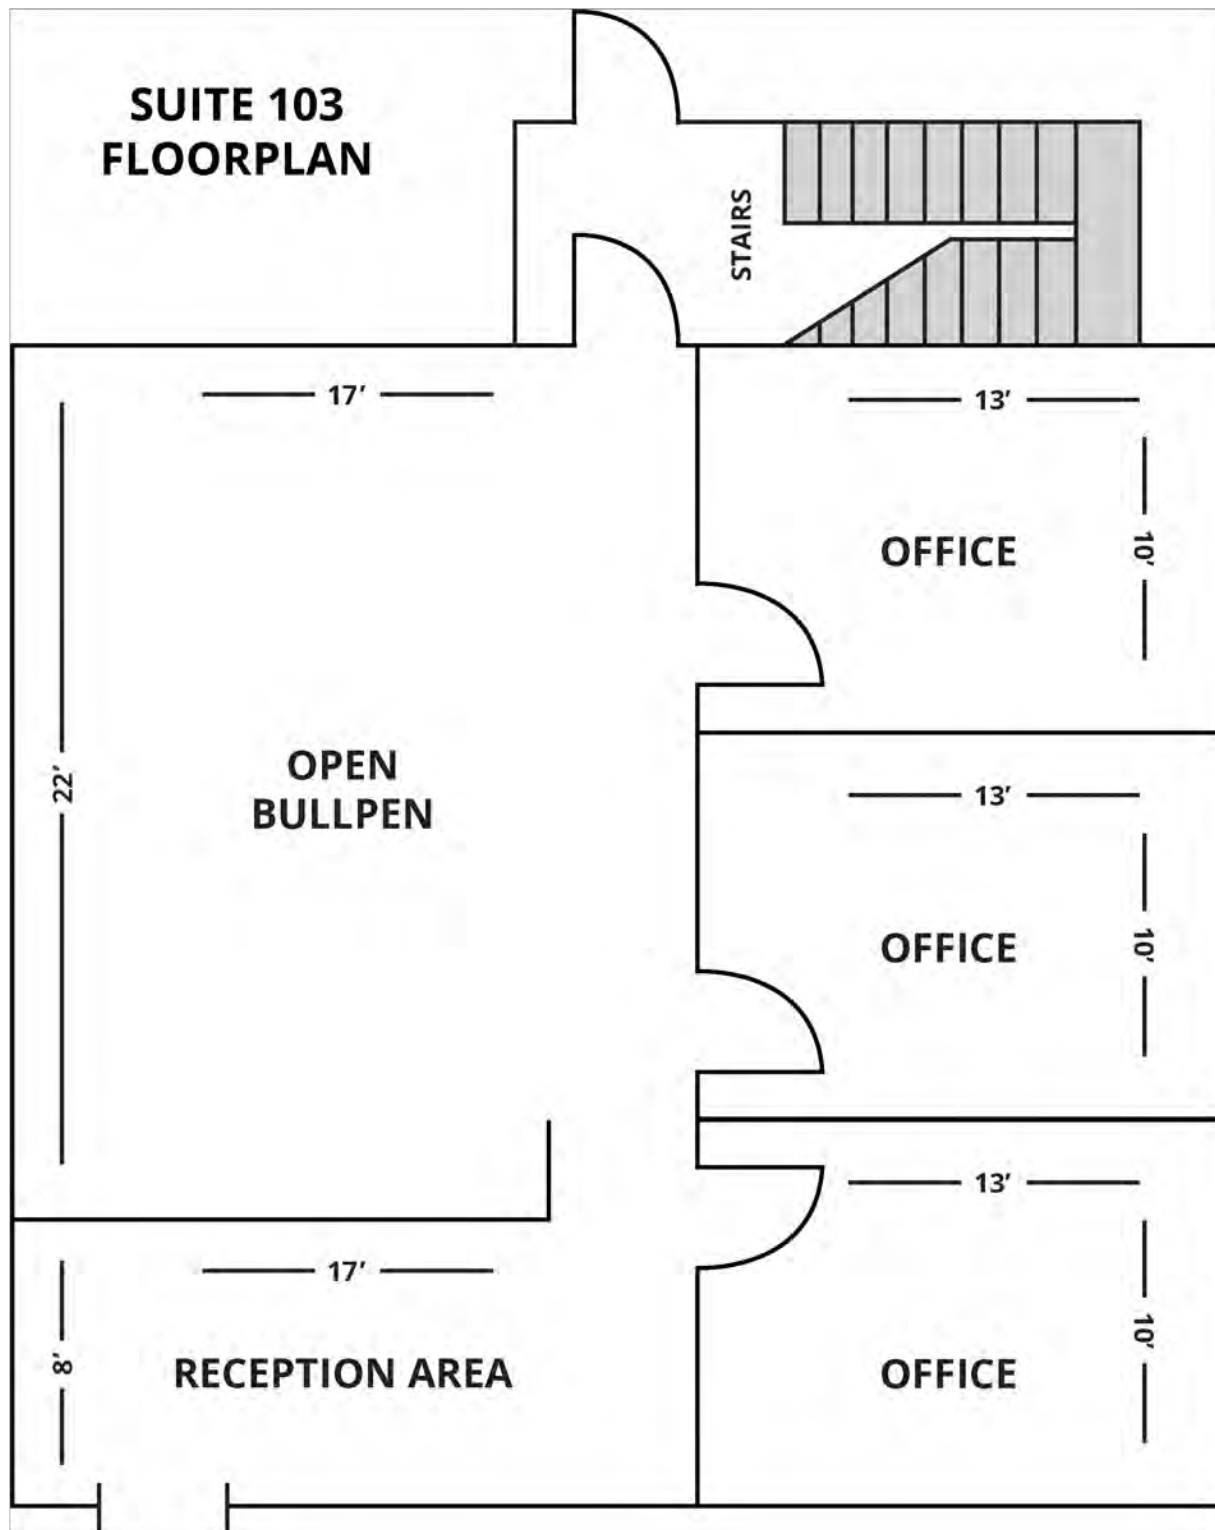 SUITE 103
FLOORPLAN
STAIRS
17′
13′
OFFICE
10′
22′
OPEN
BULLPEN
13′
OFFICE
10′
13′
17′
8′
RECEPTION AREA
OFFICE
10′